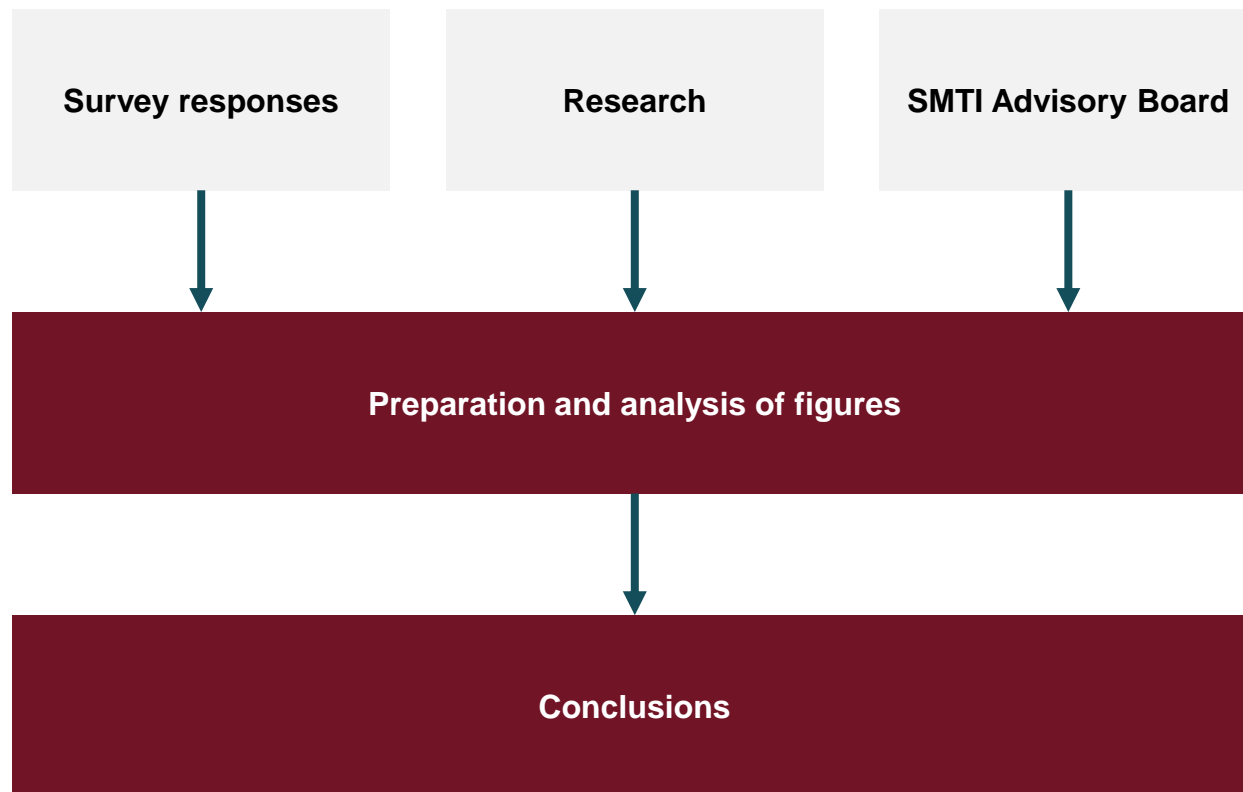 Survey responses
Research
SMTI Advisory Board
Preparation and analysis of figures
Conclusions